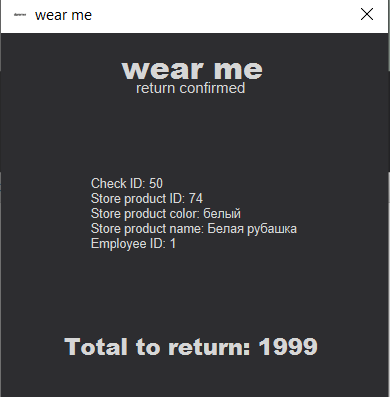 wear me
wear me
return confirmed
Check ID: 50
Store product ID: 74
Store product color: белый
Store product name: Белая рубашка
Employee ID: 1
Total to return: 1999